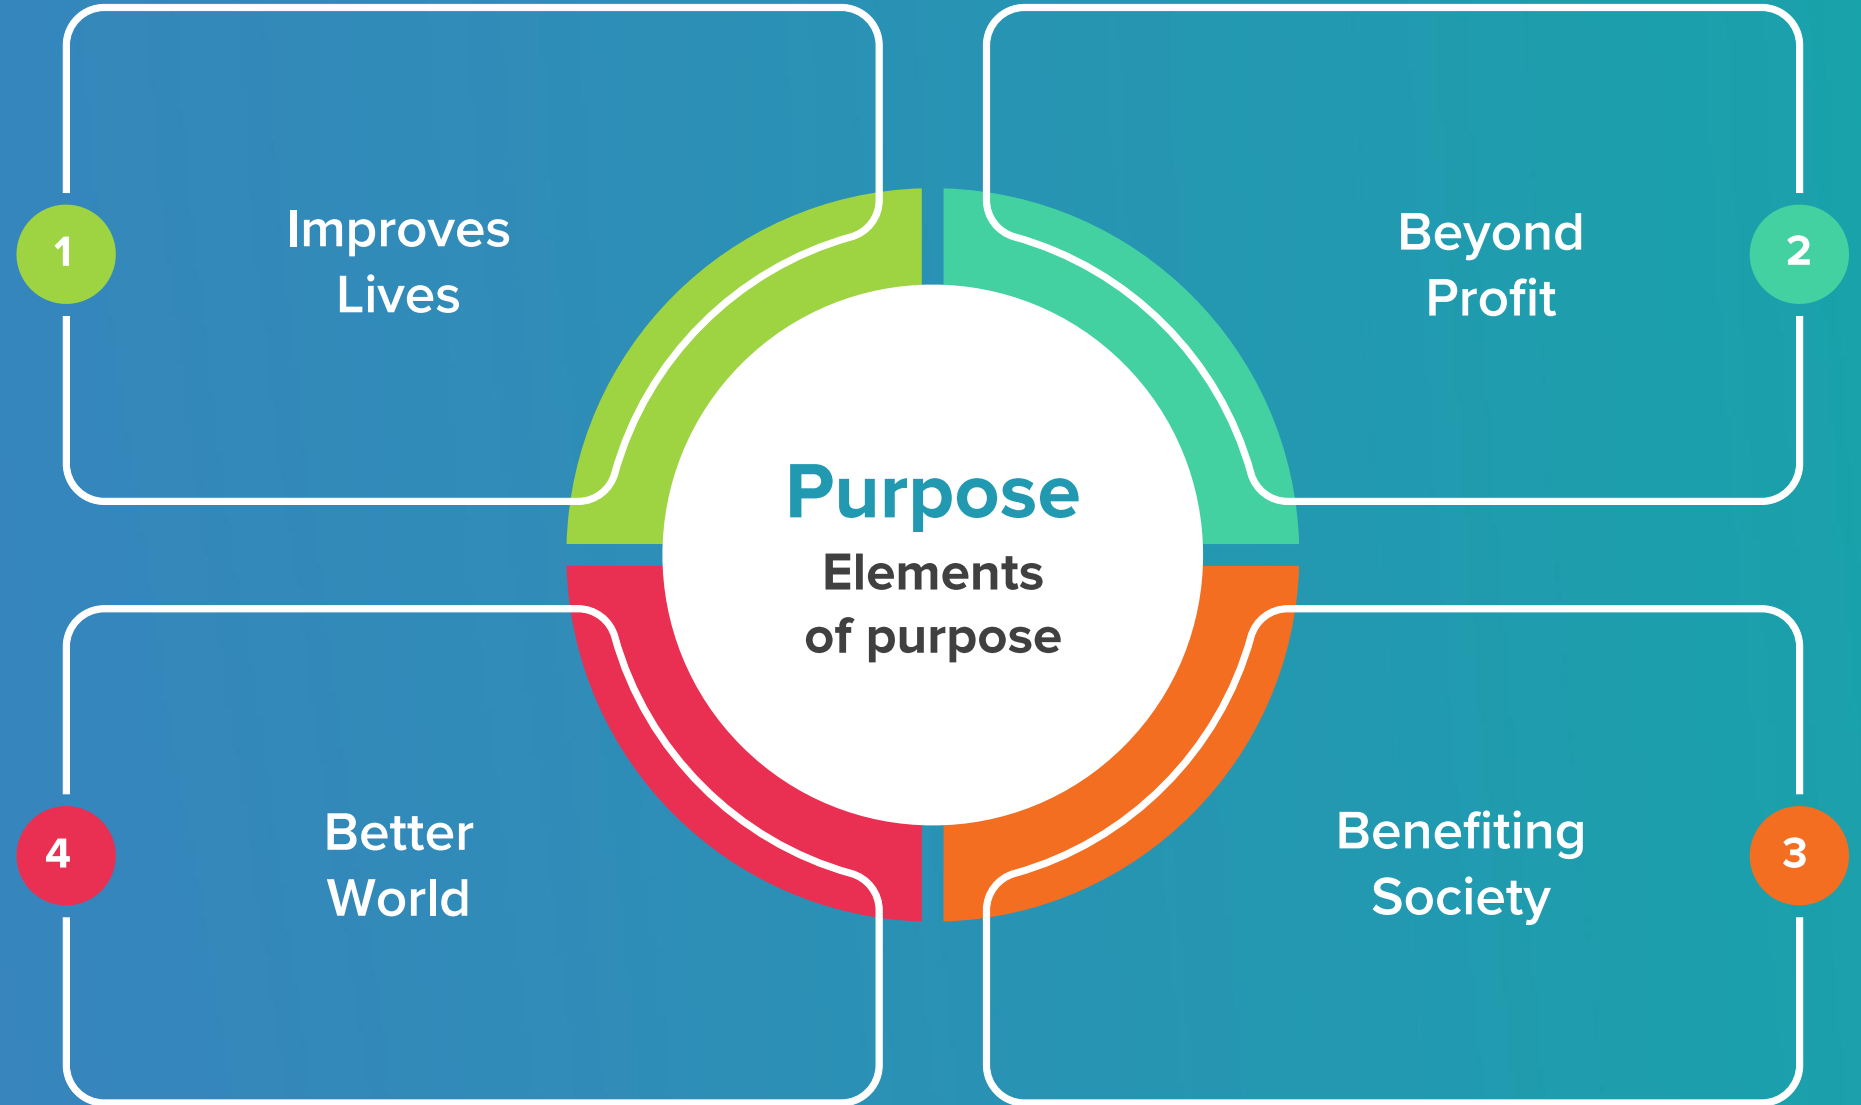 1
Improves
Lives
Beyond
Profit
2
Purpose
Elements
of purpose
4
Better
World
Benefiting
Society
3